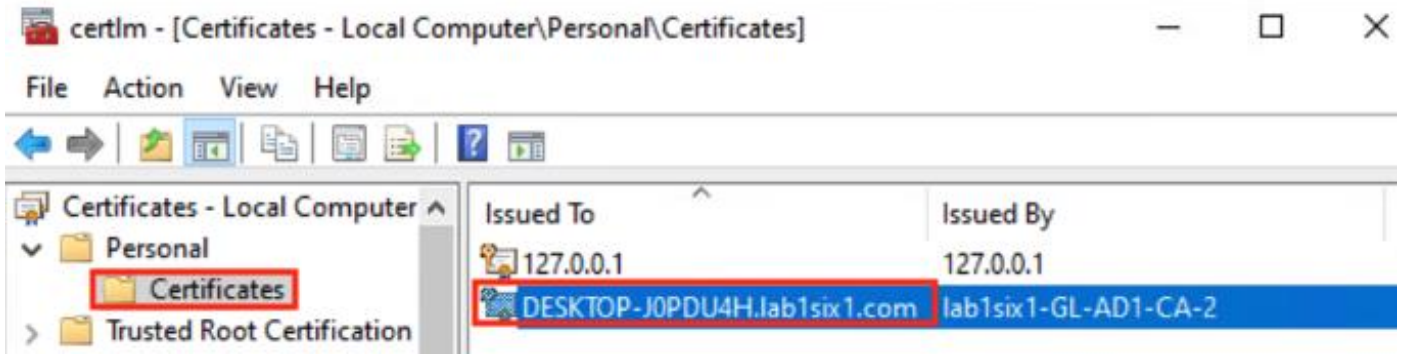 certlm - [Certificates - Local Computer\Personal\Certificates]
File Action View Help
Certificates - Local Computer
Personal
Certificates
Trusted Root Certification
Issued To Issued By
127.0.0.1 127.0.0.1
DESKTOP-J0PDU4H.lab1six1.com lab1six1-GL-AD1-CA-2